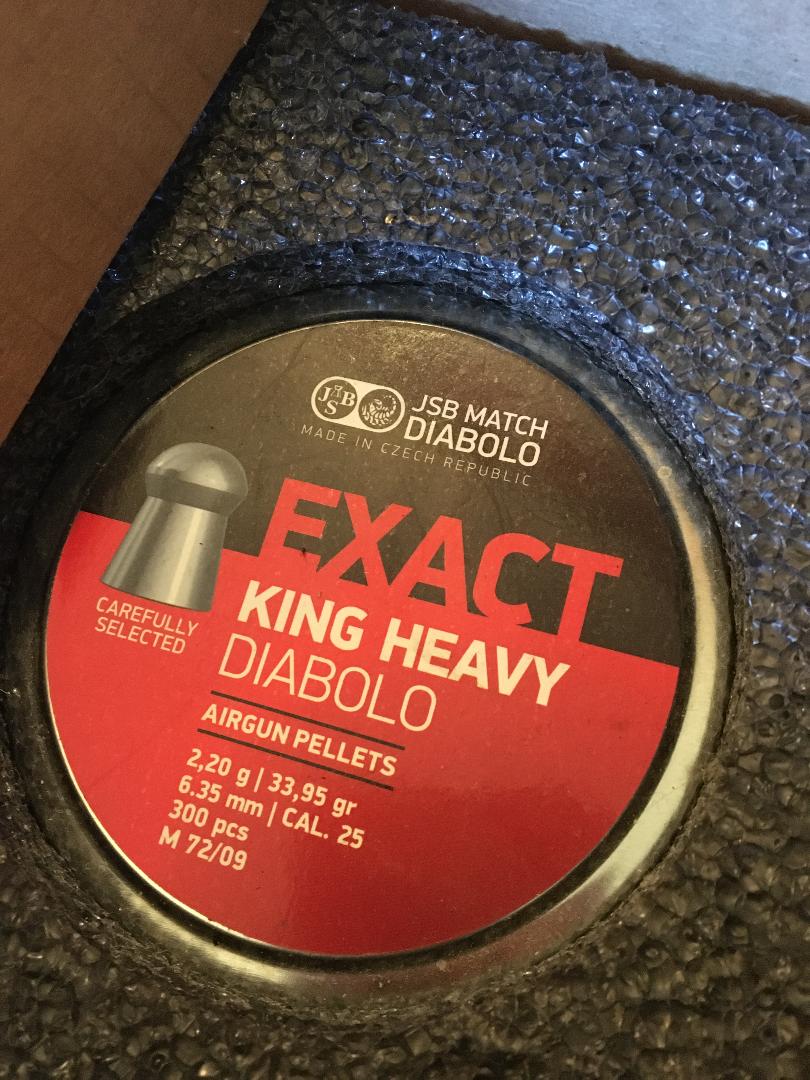 JSB
JSB MATCH
DIABOLO
MADE IN CZECH REPUBLIC
EXACT
KING HEAVY
DIABOLO
CAREFULLY
SELECTED
AIRGUN PELLETS
2,20 g | 33,95 gr
6.35 mm | CAL. 25
300 pcs
M 72/09